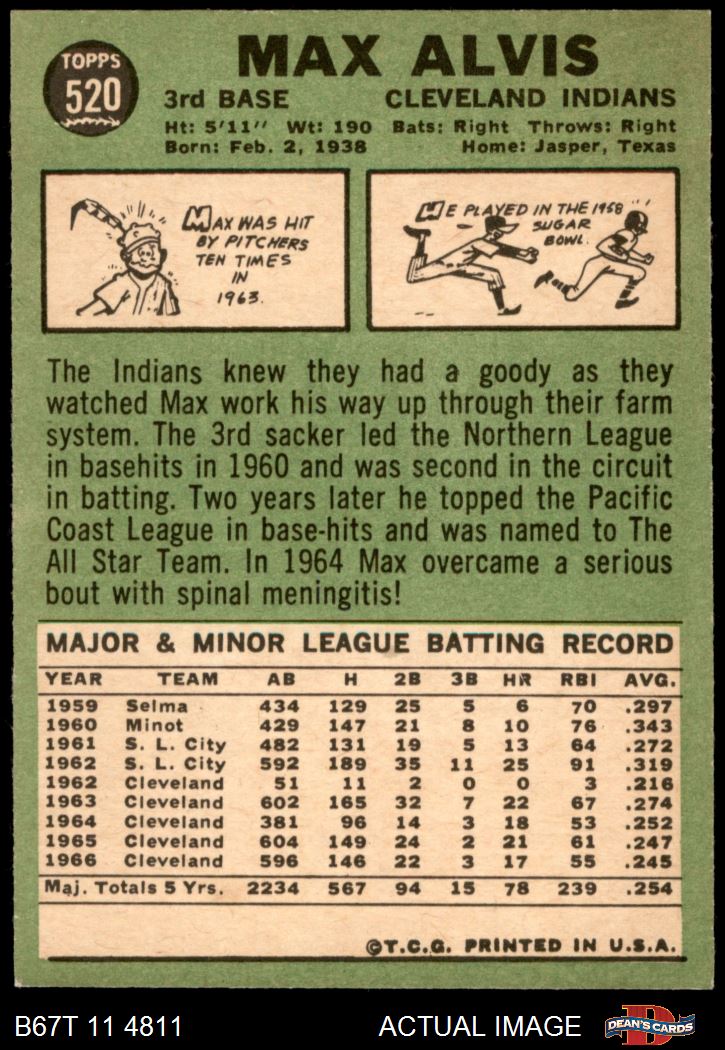 TOPPS
520
MAX ALVIS
3rd BASE CLEVELAND INDIANS
Ht: 5'11" Wt: 190 Bats: Right Throws: Right
Born: Feb. 2, 1938 Home: Jasper, Texas
MAX WAS HIT
BY PITCHERS
TEN TIMES
IN
1963.
HE PLAYED IN THE 1958
SUGAR
BOWL.
The Indians knew they had a goody as they
watched Max work his way up through their farm
system. The 3rd sacker led the Northern League
in basehits in 1960 and was second in the circuit
in batting. Two years later he topped the Pacific
Coast League in base-hits and was named to The
All Star Team. In 1964 Max overcame a serious
bout with spinal meningitis!
MAJOR & MINOR LEAGUE BATTING RECORD
YEAR TEAM AB H 2B 3B HR RBI AVG.
1959 Selma 434 129 25 5 6 70 .297
1960 Minot 429 147 21 8 10 76 .343
1961 S. L. City 482 131 19 5 13 64 .272
1962 S. L. City 592 189 35 11 25 91 .319
1962 Cleveland 51 11 2 0 0 3 .216
1963 Cleveland 602 165 32 7 22 67 .274
1964 Cleveland 381 96 14 3 18 53 .252
1965 Cleveland 604 149 24 2 21 61 .247
1966 Cleveland 596 146 22 3 17 55 .245
Maj. Totals 5 Yrs. 2234 567 94 15 78 239 .254
©T.C.G. PRINTED IN U.S.A.
B67T 11 4811 ACTUAL IMAGE
D
DEAN'S CARDS